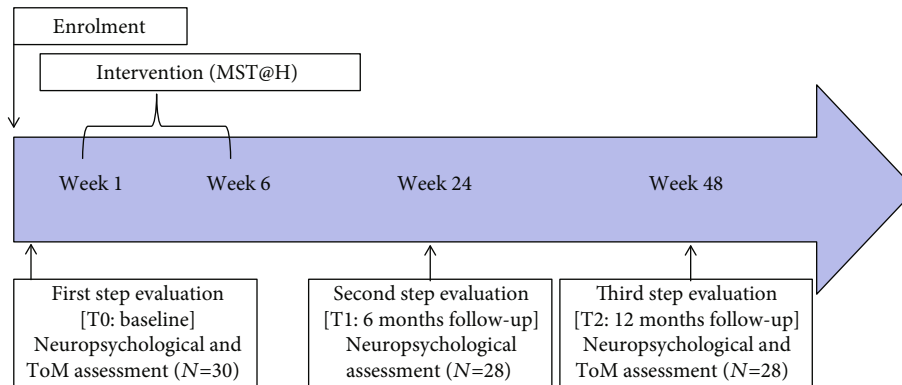 Enrolment
Intervention (MST@H)
Week 1
Week 6
Week 24
Week 48
First step evaluation
[T0: baseline]
Neuropsychological and
ToM assessment (N=30)
Second step evaluation
[T1: 6 months follow-up]
Neuropsychological
assessment (N=28)
Third step evaluation
[T2: 12 months follow-up]
Neuropsychological and
ToM assessment (N=28)